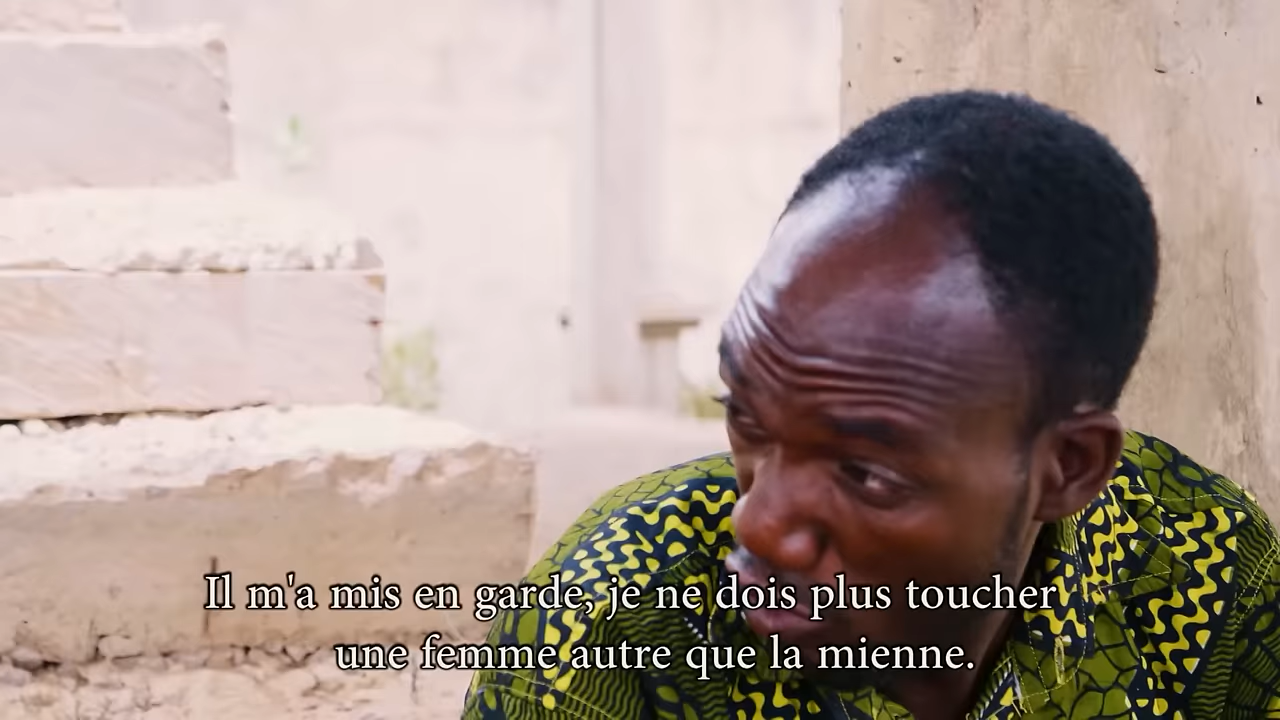 Il m'a mis en garde, je ne dois plus toucher
une femme autre que la mienne.